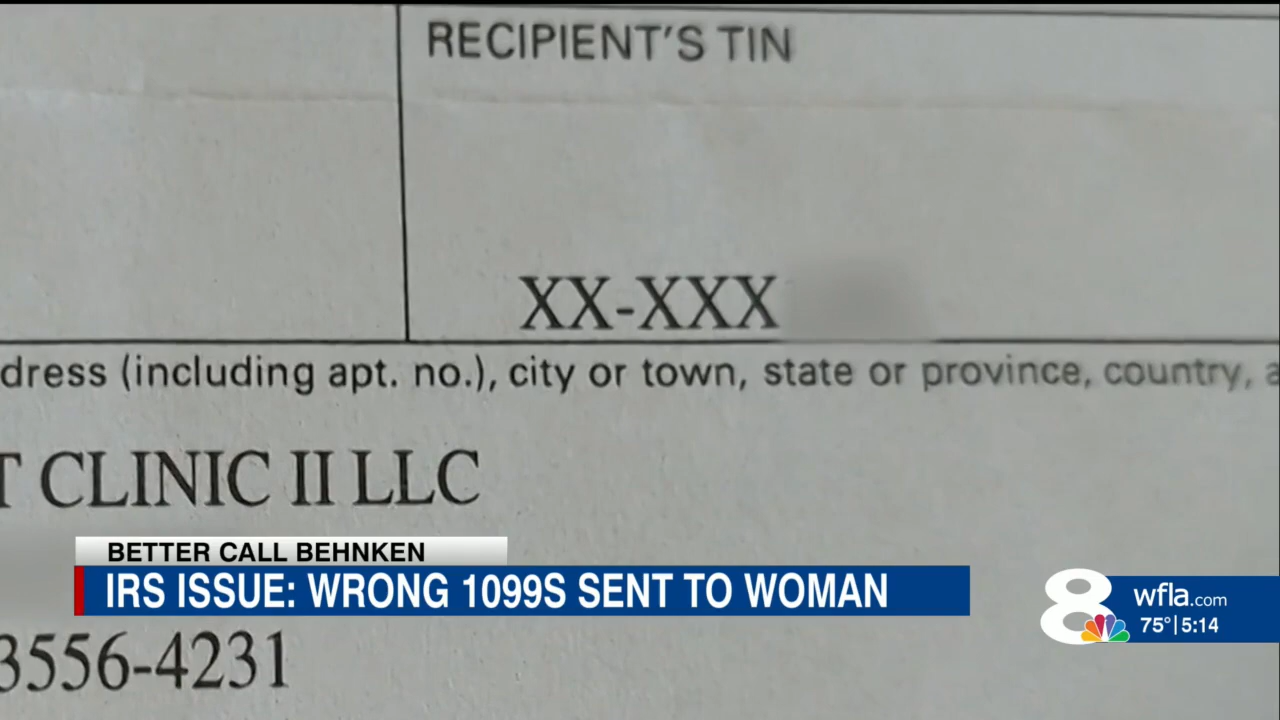 RECIPIENT'S TIN
XX-XXX
dress (including apt. no.), city or town, state or province, country, a
T CLINIC II LLC
BETTER CALL BEHNKEN
IRS ISSUE: WRONG 1099S SENT TO WOMAN
3556-4231
8
wfla.com
75° | 5:14